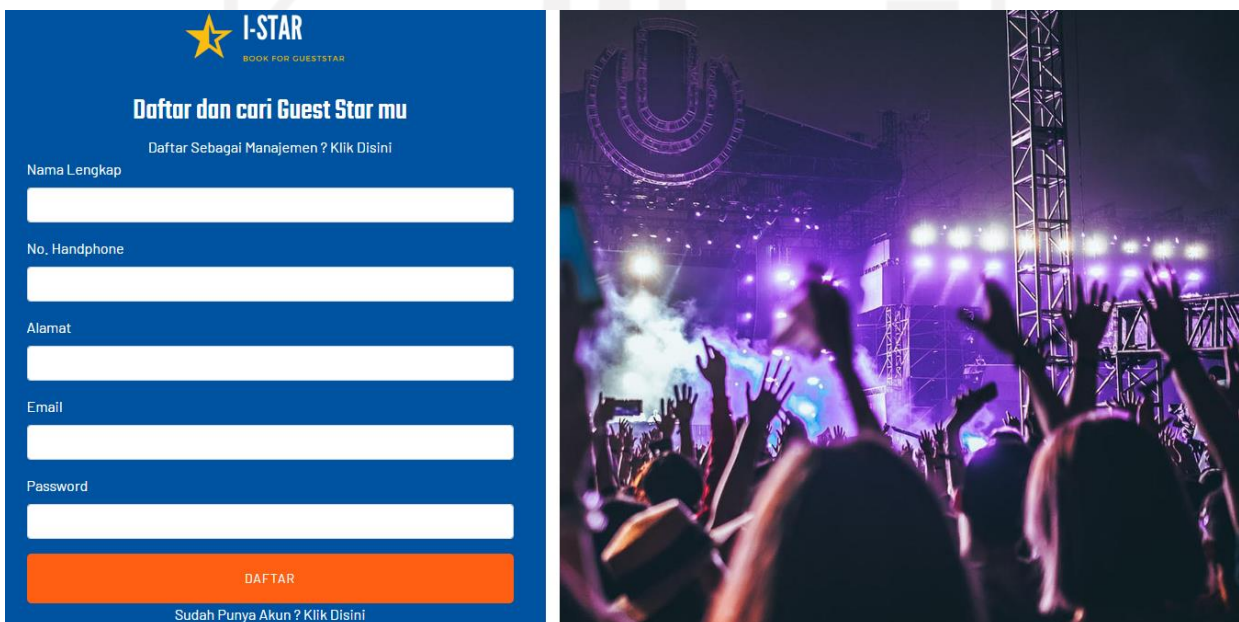 I-STAR
BOOK FOR GUESTSTAR
Daftar dan cari Guest Star mu
Daftar Sebagai Manajemen ? Klik Disini
Nama Lengkap
No. Handphone
Alamat
Email
Password
DAFTAR
Sudah Punya Akun ? Klik Disini